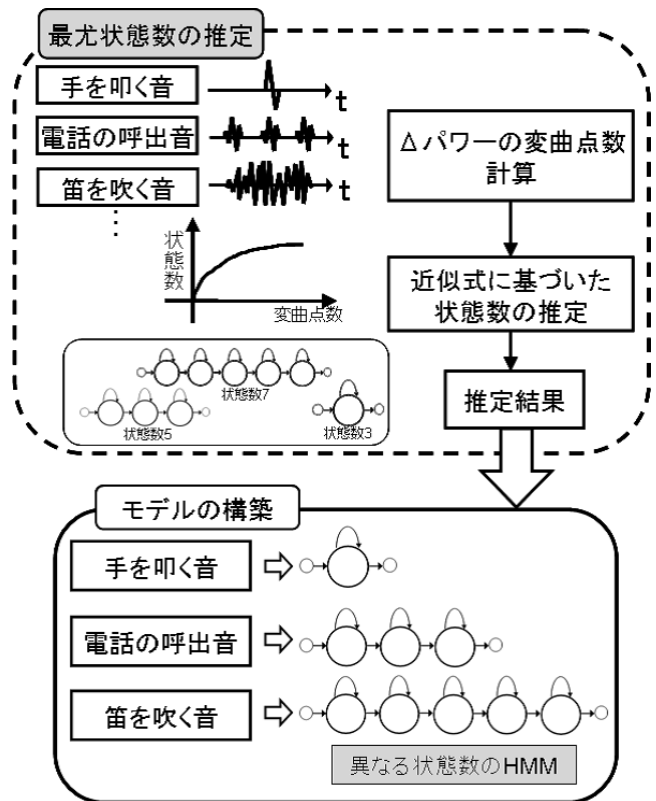 最尤状態数の推定
手を叩く音
t
電話の呼出音
t
笛を吹く音
t
⋮
状態数
変曲点数
状態数7
状態数5
状態数3
Δパワーの変曲点数
計算
近似式に基づいた
状態数の推定
推定結果
モデルの構築
手を叩く音
電話の呼出音
笛を吹く音
異なる状態数のHMM